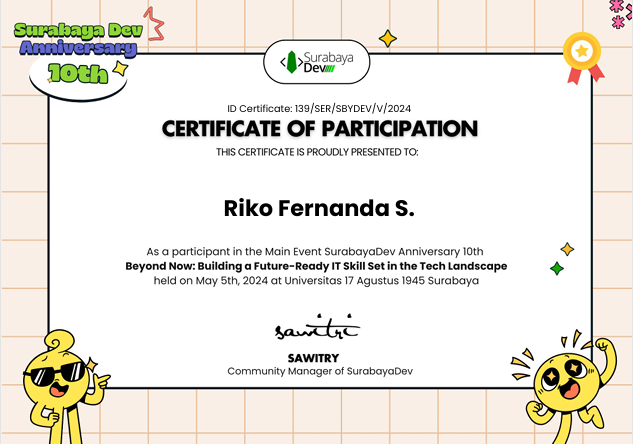 Surabaya Dev
Anniversary
10th
Surabaya
Dev
ID Certificate: 139/SER/SBYDEV/V/2024
CERTIFICATE OF PARTICIPATION
THIS CERTIFICATE IS PROUDLY PRESENTED TO:
Riko Fernanda S.
As a participant in the Main Event SurabayaDev Anniversary 10th
Beyond Now: Building a Future-Ready IT Skill Set in the Tech Landscape
held on May 5th, 2024 at Universitas 17 Agustus 1945 Surabaya
sawitri
SAWITRY
Community Manager of SurabayaDev